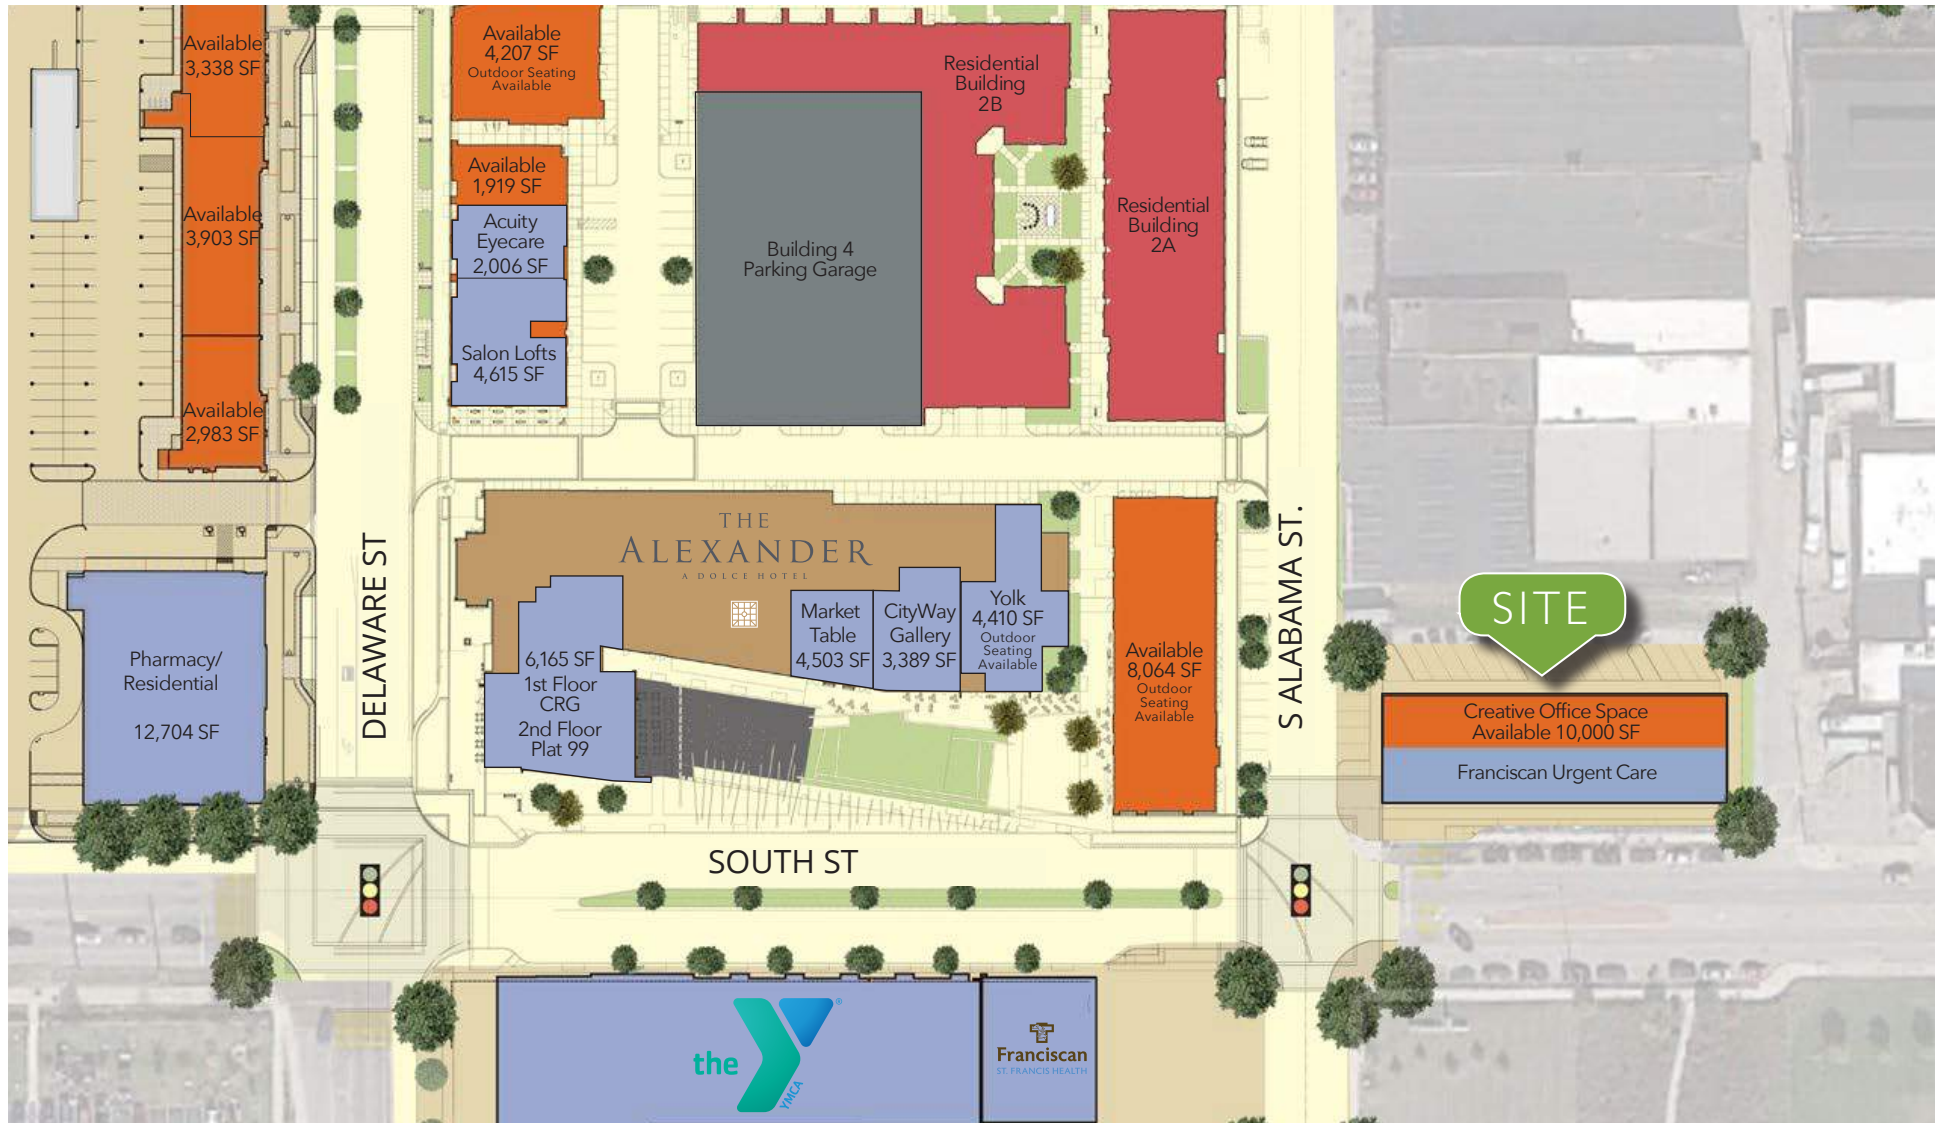 Available
3,338 SF
Available
4,207 SF
Outdoor Seating
Available
Residential
Building
2B
Available
1,919 SF
Available
3,903 SF
Acuity
Eyecare
2,006 SF
Building 4
Parking Garage
Residential
Building
2A
Salon Lofts
4,615 SF
Available
2,983 SF
DELAWARE ST
THE
ALEXANDER
A DOLCE HOTEL
S ALABAMA ST.
SITE
Market
Table
4,503 SF
CityWay
Gallery
3,389 SF
Yolk
4,410 SF
Outdoor
Seating
Available
Pharmacy/
Residential
12,704 SF
6,165 SF
1st Floor
CRG
2nd Floor
Plat 99
Available
8,064 SF
Outdoor
Seating
Available
Creative Office Space
Available 10,000 SF
Franciscan Urgent Care
SOUTH ST
the Y
YMCA
®
Franciscan
ST. FRANCIS HEALTH